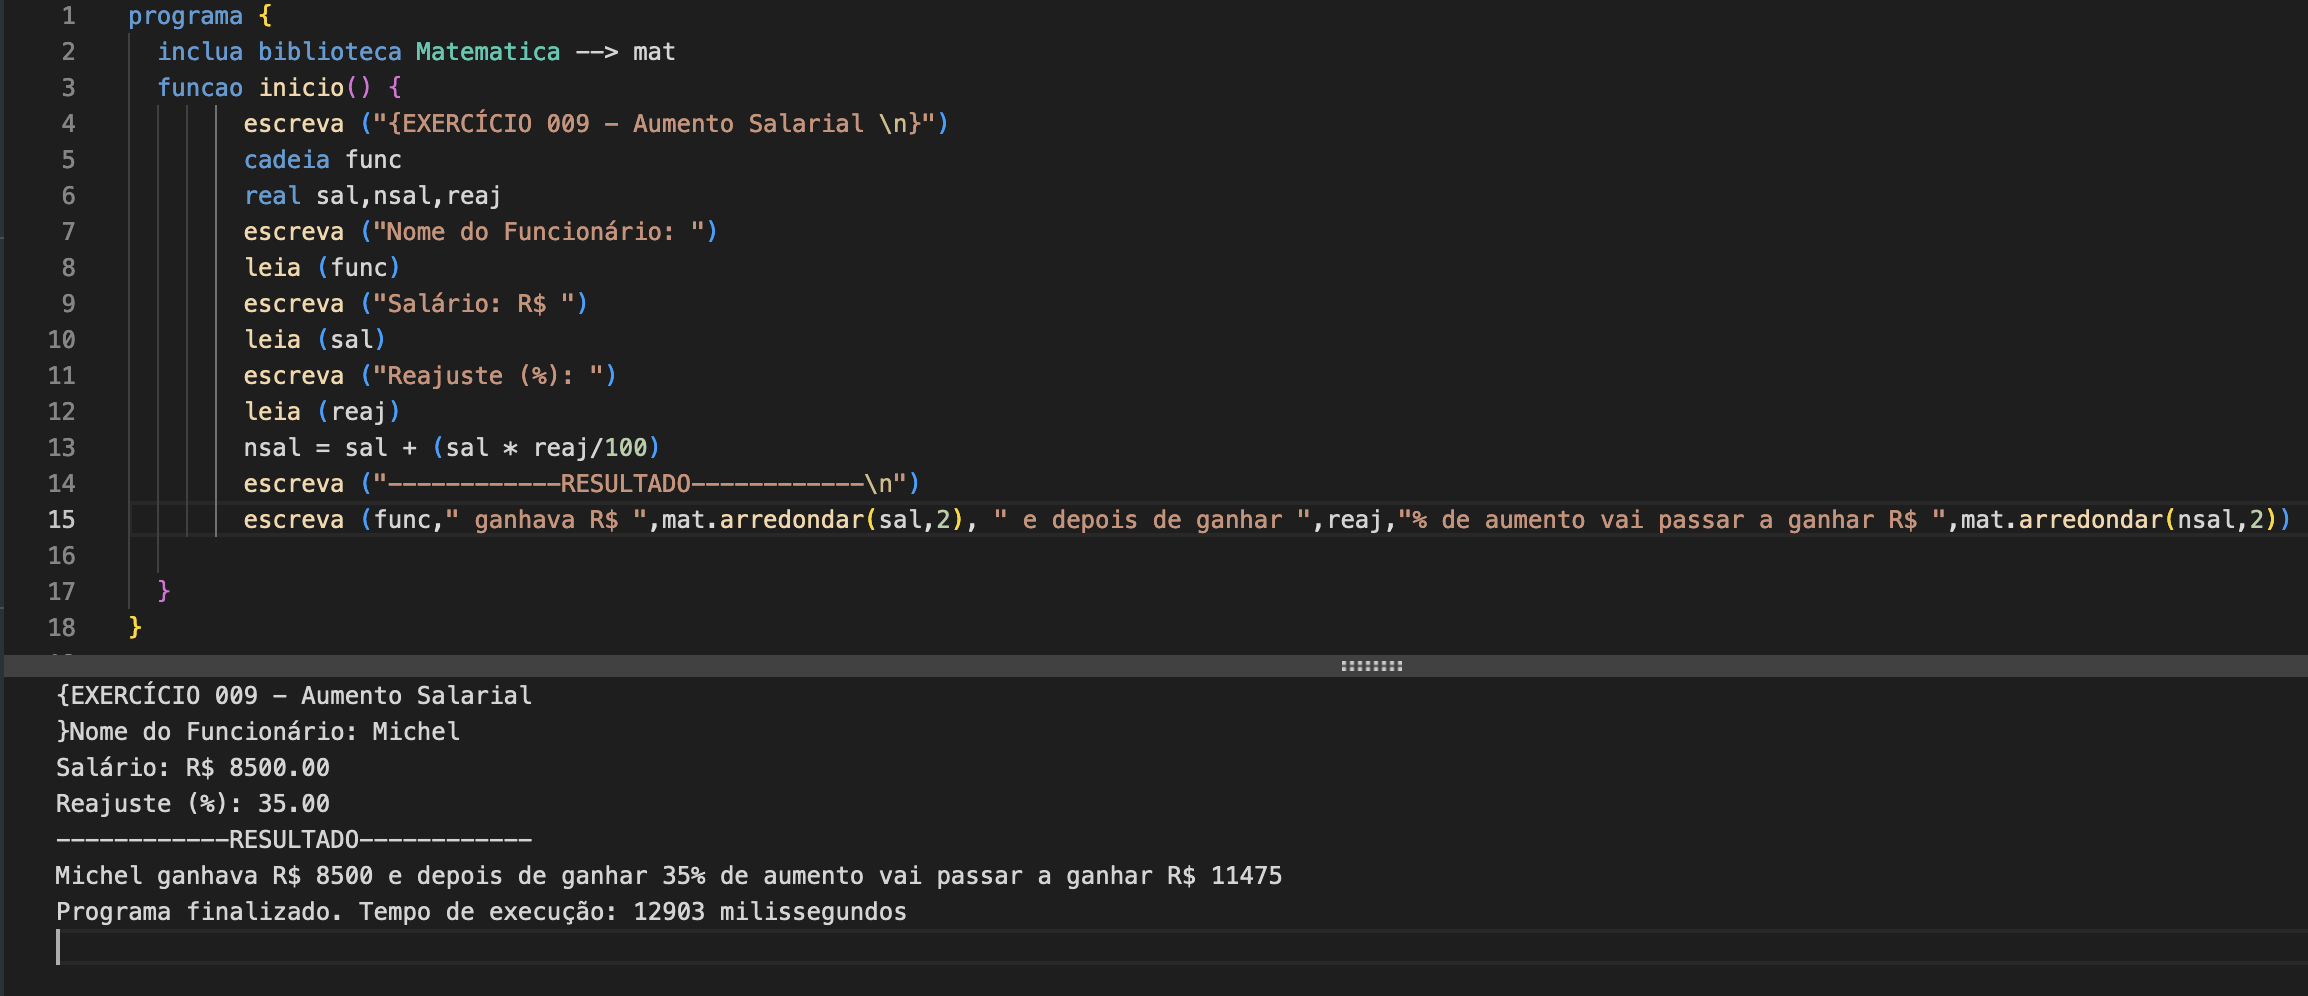 1 programa {
2 inclua biblioteca Matematica --> mat
3 funcao inicio() {
4 escreva ("{EXERCÍCIO 009 - Aumento Salarial \n}")
5 cadeia func
6 real sal,nsal,reaj
7 escreva ("Nome do Funcionário: ")
8 leia (func)
9 escreva ("Salário: R$ ")
10 leia (sal)
11 escreva ("Reajuste (%): ")
12 leia (reaj)
13 nsal = sal + (sal * reaj/100)
14 escreva ("------------RESULTADO------------\n")
15 escreva (func," ganhava R$ ",mat.arredondar(sal,2), " e depois de ganhar ",reaj,"% de aumento vai passar a ganhar R$ ",mat.arredondar(nsal,2))
16
17 }
18 }
{EXERCÍCIO 009 - Aumento Salarial
}Nome do Funcionário: Michel
Salário: R$ 8500.00
Reajuste (%): 35.00
------------RESULTADO------------
Michel ganhava R$ 8500 e depois de ganhar 35% de aumento vai passar a ganhar R$ 11475
Programa finalizado. Tempo de execução: 12903 milissegundos